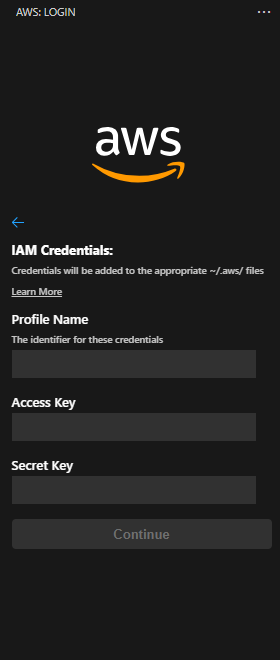 AWS: LOGIN
aws
IAM Credentials:
Credentials will be added to the appropriate ~/.aws/ files
Learn More
Profile Name
The identifier for these credentials
Access Key
Secret Key
Continue